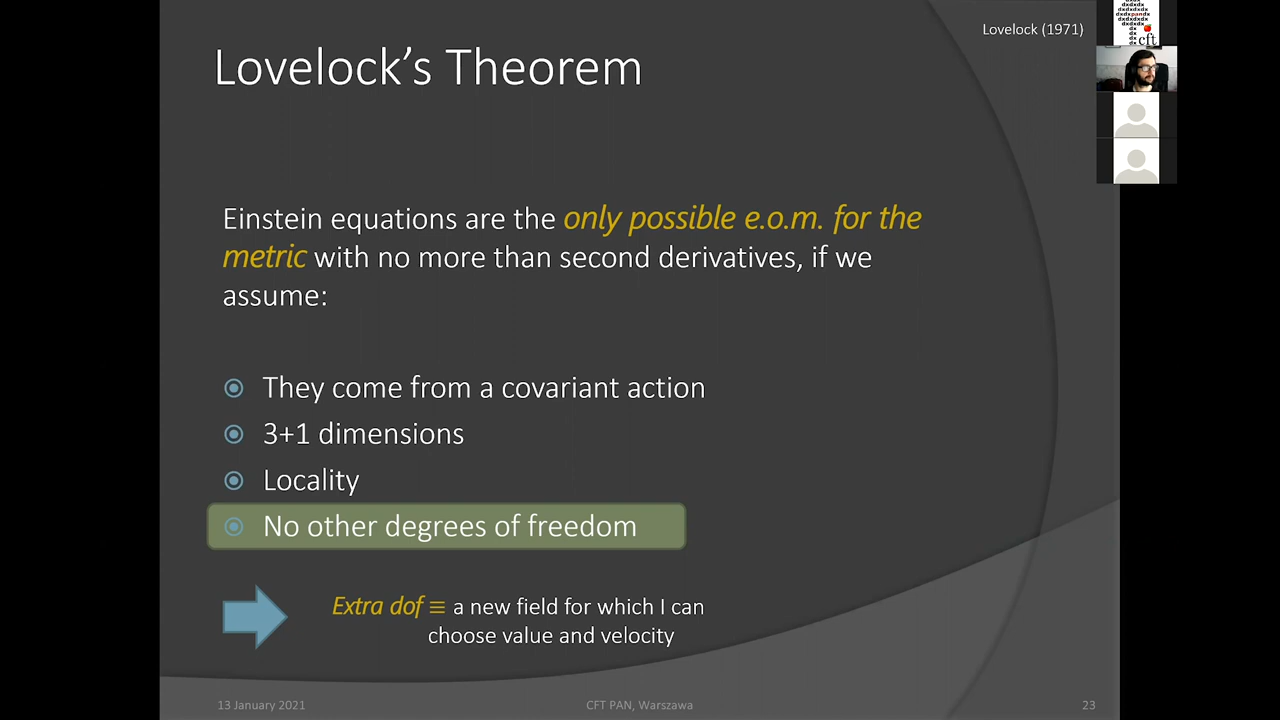 Lovelock (1971)
Lovelock’s Theorem
Einstein equations are the only possible e.o.m. for the
metric with no more than second derivatives, if we
assume:
They come from a covariant action
3+1 dimensions
Locality
No other degrees of freedom
Extra dof ≡ a new field for which I can
choose value and velocity
13 January 2021
CFT PAN, Warszawa
23
cft